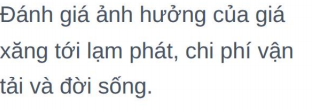 Đánh giá ảnh hưởng của giá
xăng tới lạm phát, chi phí vận
tải và đời sống.